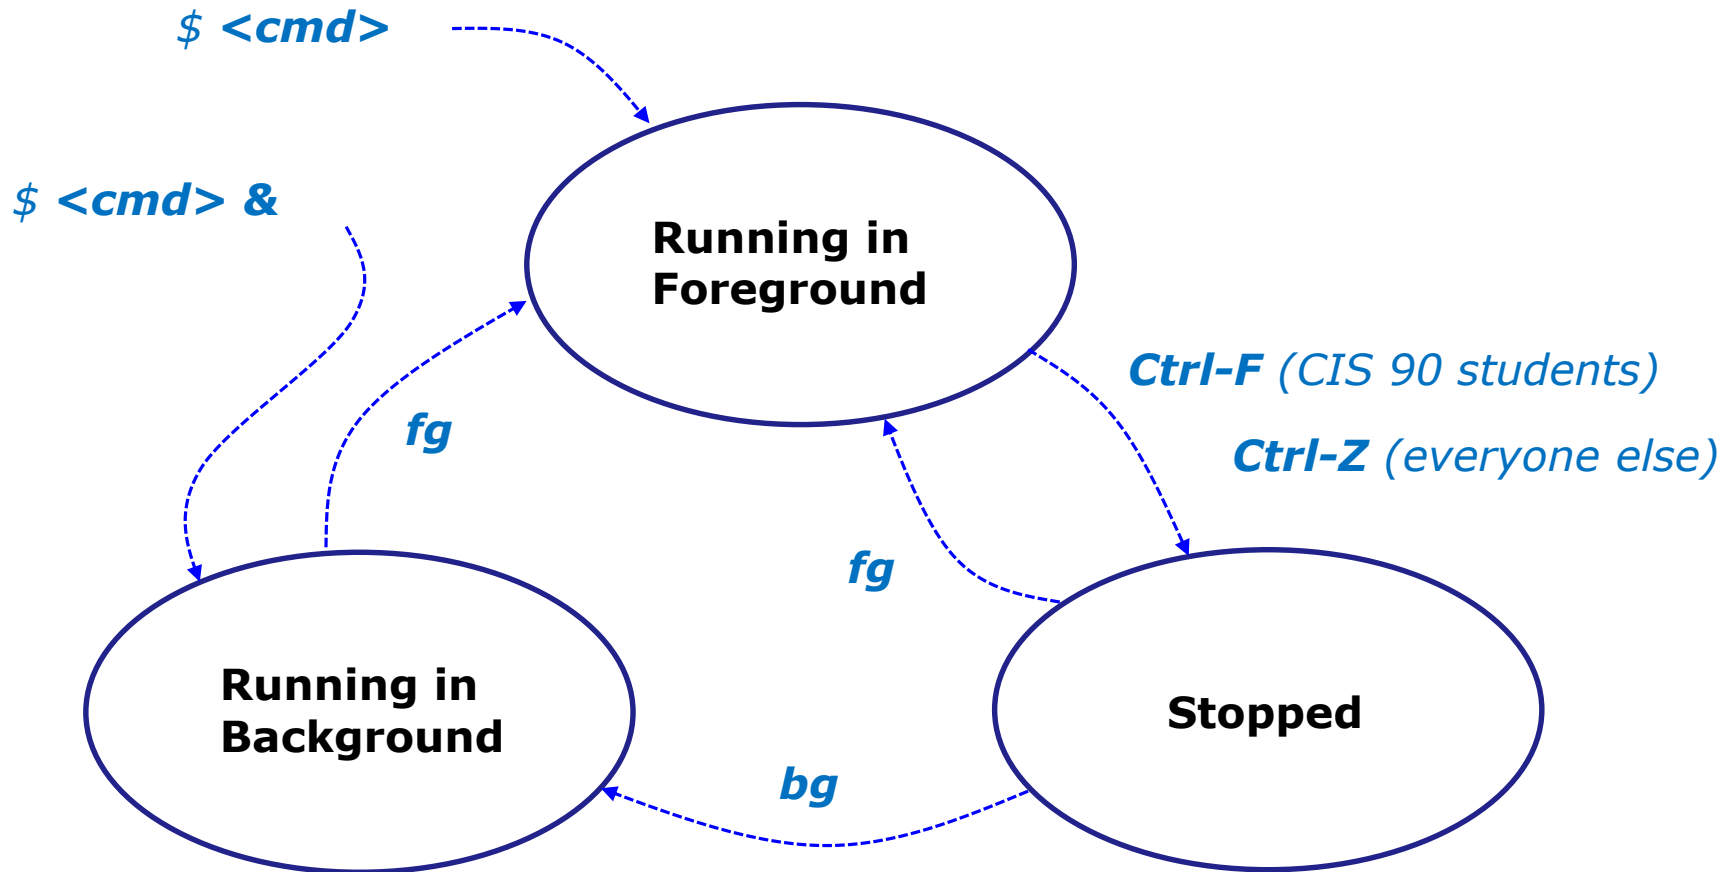 $ <cmd>
$ <cmd> &
Running in
Foreground
Ctrl-F (CIS 90 students)
fg
Ctrl-Z (everyone else)
fg
Running in
Background
Stopped
bg